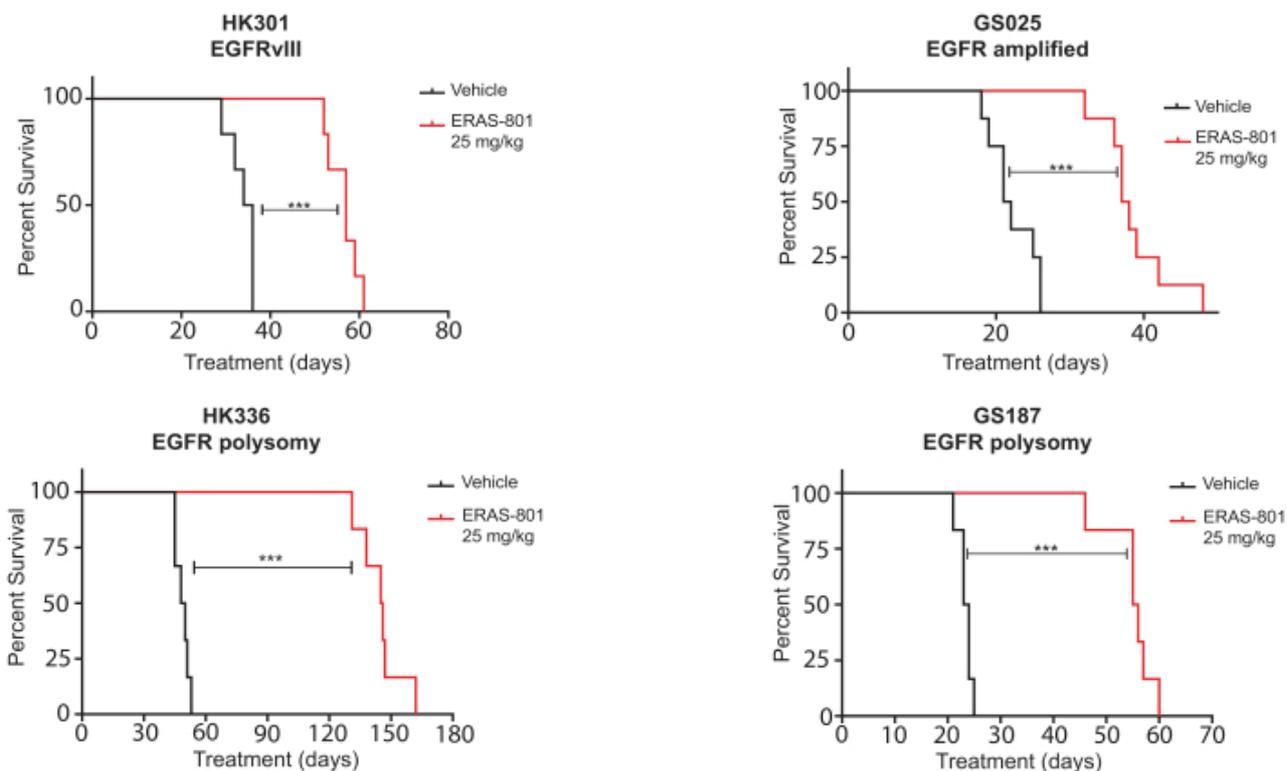 HK301
EGFRvIII
Percent Survival
100
50
0
0 20 40 60 80
Treatment (days)
Vehicle
ERAS-801
25 mg/kg
***
GS025
EGFR amplified
Percent Survival
100
75
50
25
0
0 20 40
Treatment (days)
Vehicle
ERAS-801
25 mg/kg
***
HK336
EGFR polysomy
Percent Survival
100
75
50
25
0
0 30 60 90 120 150 180
Treatment (days)
Vehicle
ERAS-801
25 mg/kg
***
GS187
EGFR polysomy
Percent Survival
100
75
50
25
0
0 10 20 30 40 50 60 70
Treatment (days)
Vehicle
ERAS-801
25 mg/kg
***